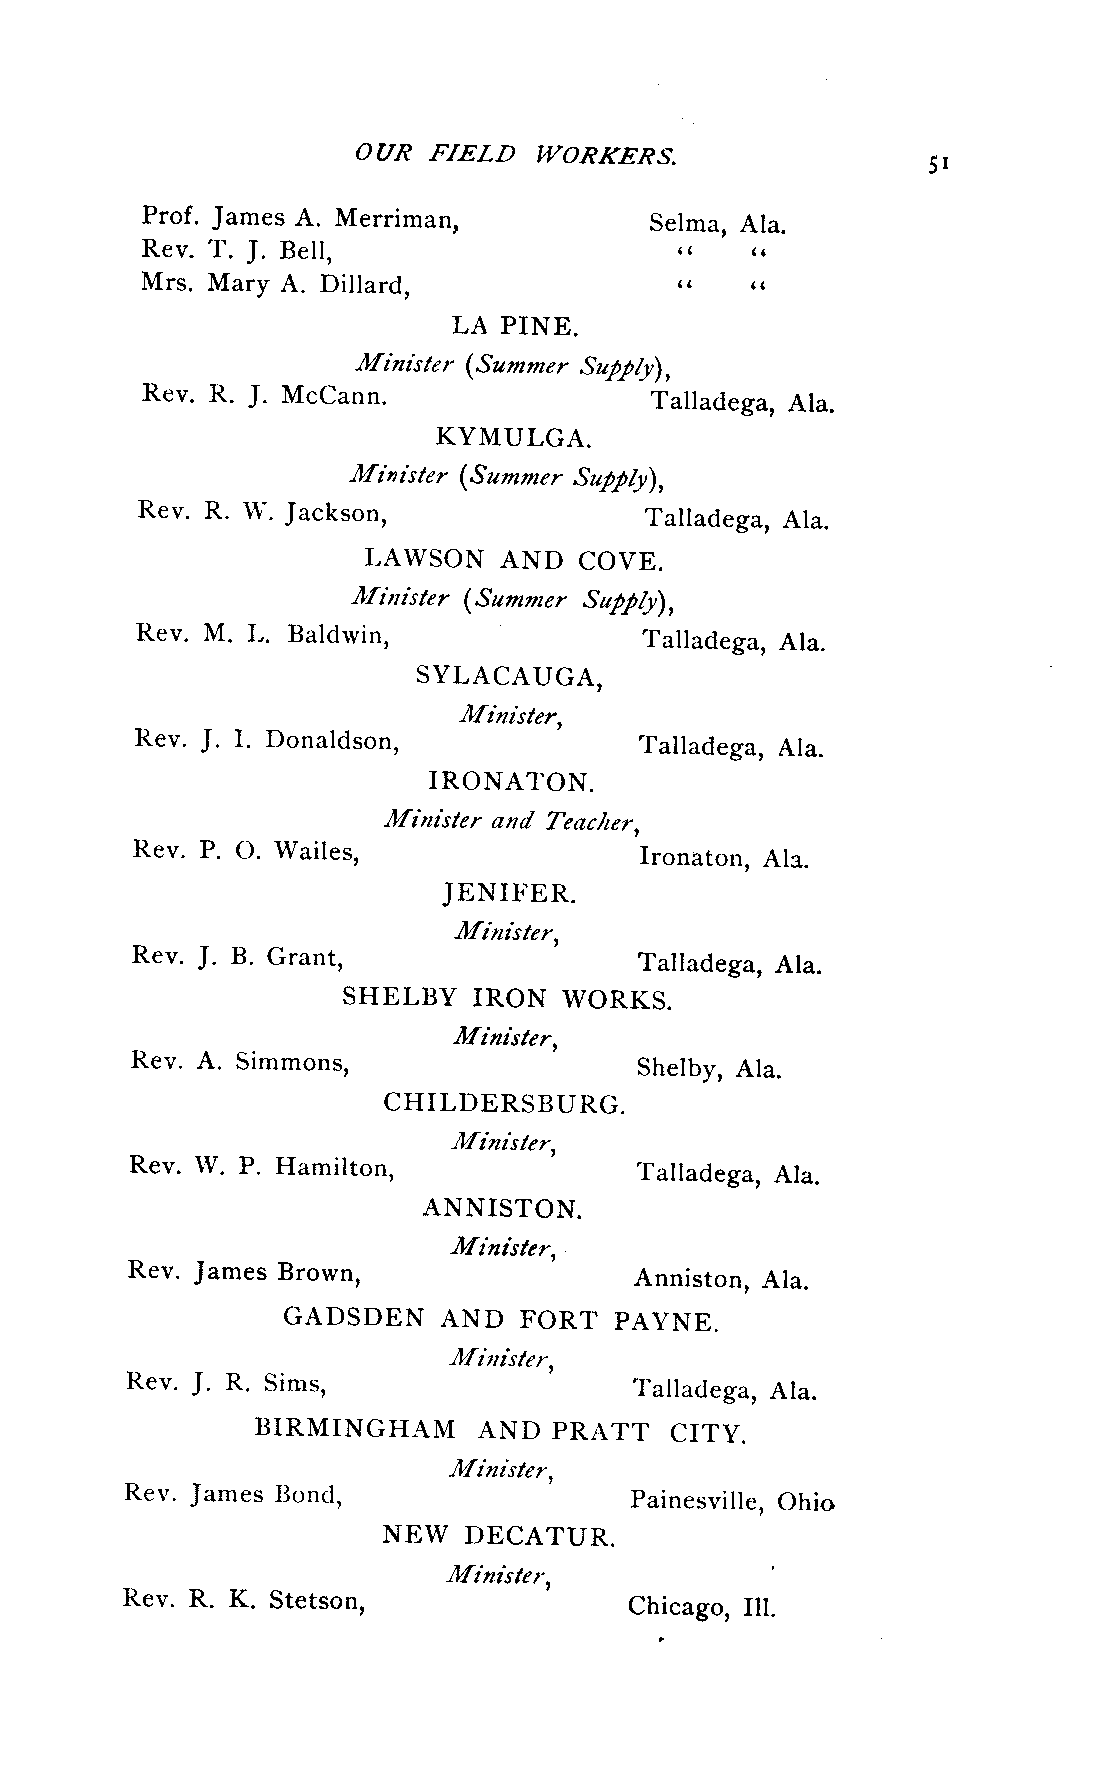 OUR FIELD WORKERS. 51
Prof. James A. Merriman, Selma, Ala.
Rev. T. J. Bell, “ “
Mrs. Mary A. Dillard, “ “
LA PINE.
Minister (Summer Supply),
Rev. R. J. McCann. Talladega, Ala.
KYMULGA.
Minister (Summer Supply),
Rev. R. W. Jackson, Talladega, Ala.
LAWSON AND COVE.
Minister (Summer Supply),
Rev. M. L. Baldwin, Talladega, Ala.
SYLACAUGA,
Minister,
Rev. J. I. Donaldson, Talladega, Ala.
IRONATON.
Minister and Teacher,
Rev. P. O. Wailes, Ironaton, Ala.
JENIFER.
Minister,
Rev. J. B. Grant, Talladega, Ala.
SHELBY IRON WORKS.
Minister,
Rev. A. Simmons, Shelby, Ala.
CHILDERSBURG.
Minister,
Rev. W. P. Hamilton, Talladega, Ala.
ANNISTON.
Minister,
Rev. James Brown, Anniston, Ala.
GADSDEN AND FORT PAYNE.
Minister,
Rev. J. R. Sims, Talladega, Ala.
BIRMINGHAM AND PRATT CITY.
Minister,
Rev. James Bond, Painesville, Ohio
NEW DECATUR.
Minister,
Rev. R. K. Stetson, Chicago, Ill.